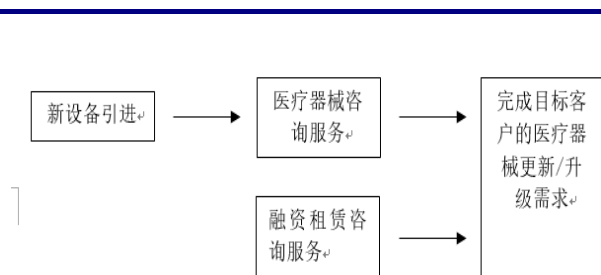 新设备引进
医疗器械咨
询服务
完成目标客
户的医疗器
械更新/升
级需求
融资租赁咨
询服务